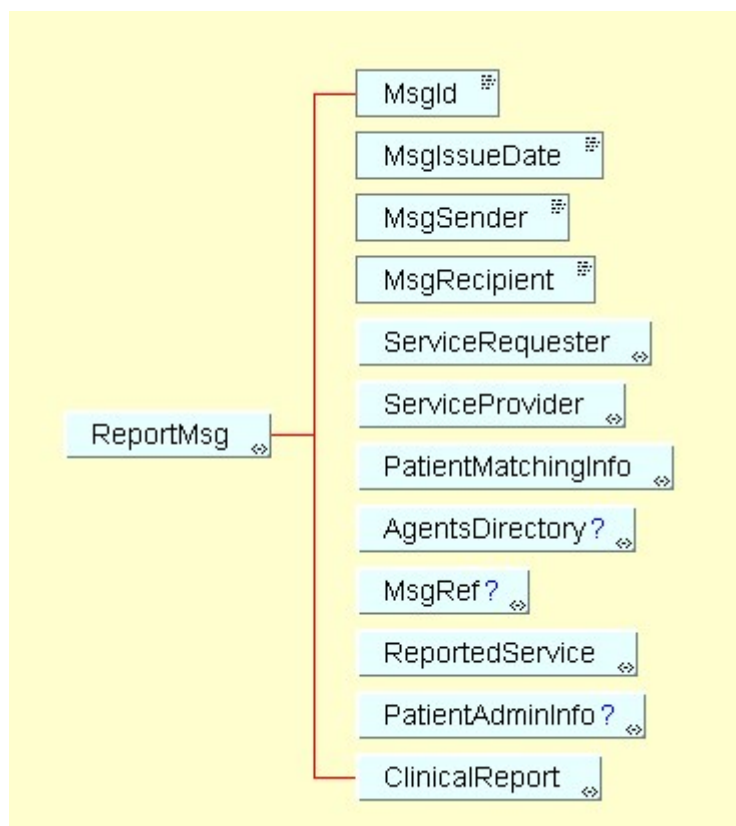 MsgId
MsgIssueDate
MsgSender
MsgRecipient
ServiceRequester
ServiceProvider
ReportMsg
PatientMatchingInfo
AgentsDirectory?
MsgRef?
ReportedService
PatientAdminInfo?
ClinicalReport